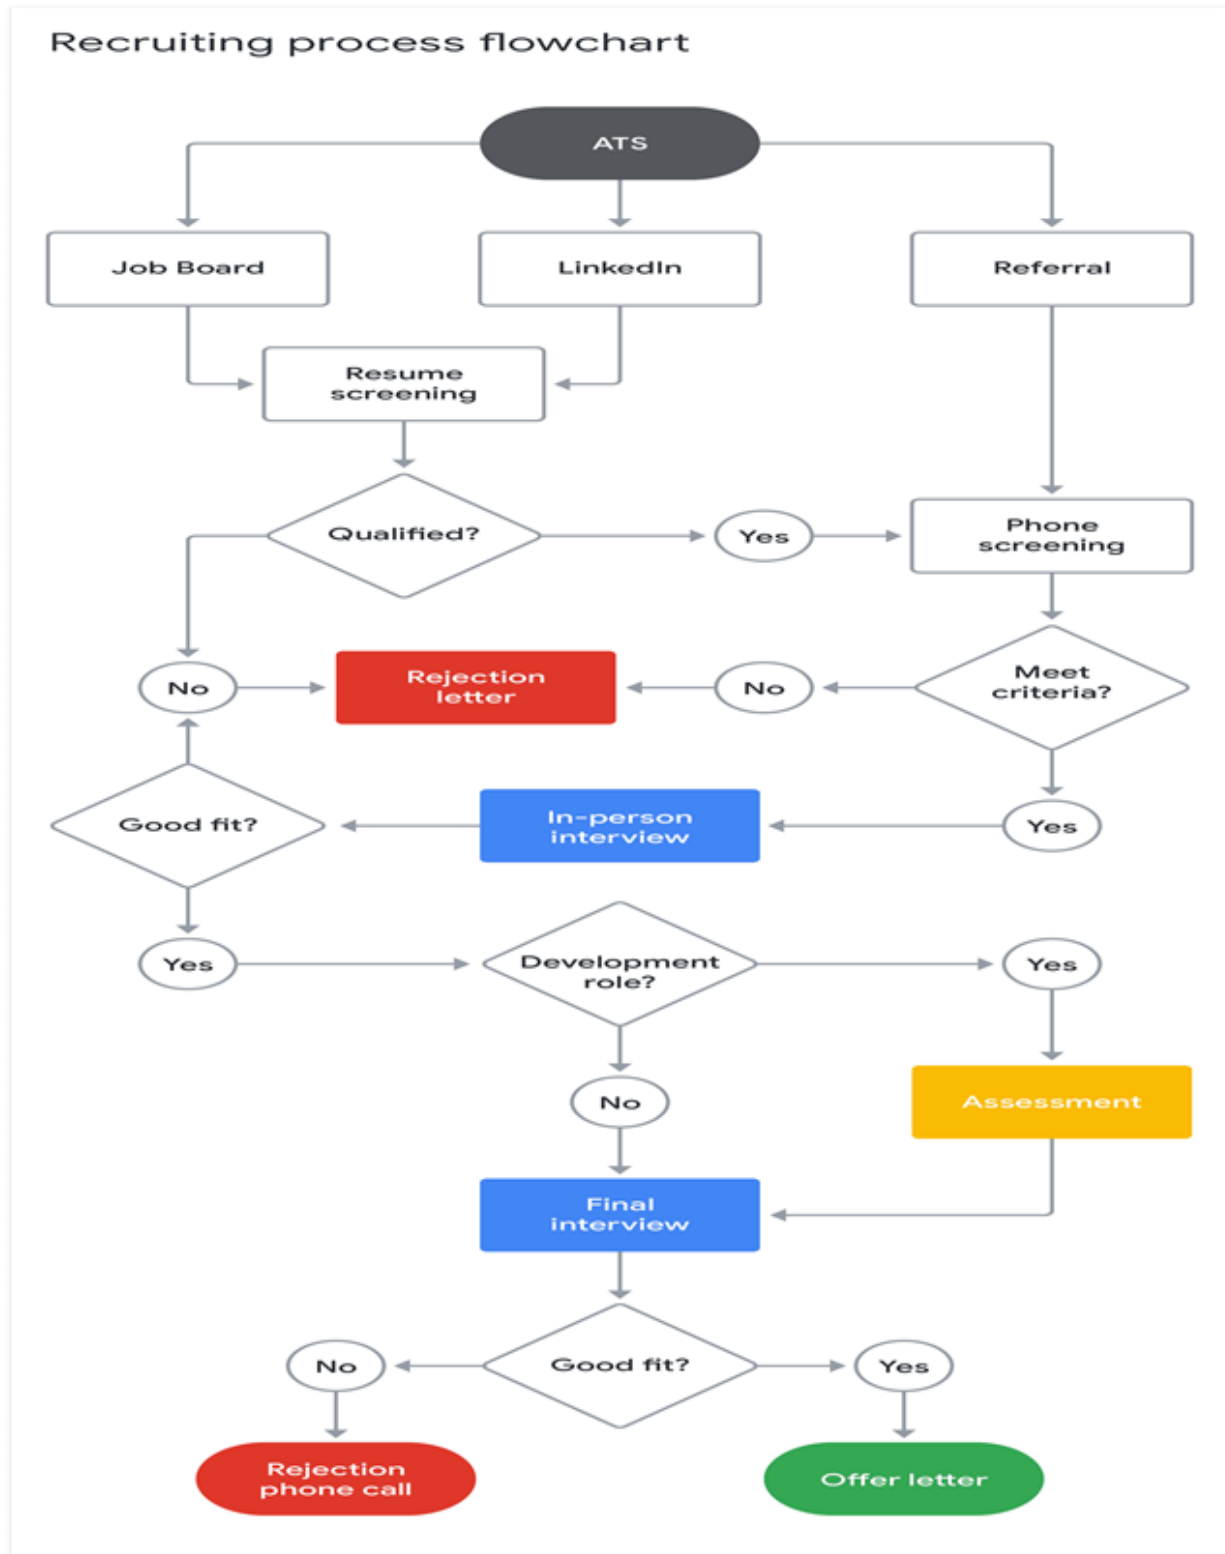 Recruiting process flowchart
ATS
Job Board
LinkedIn
Referral
Resume
screening
Qualified?
Yes
Phone
screening
No
Rejection
letter
No
Meet
criteria?
Good fit?
In-person
interview
Yes
Yes
Development
role?
Yes
No
Assessment
Final
interview
No
Good fit?
Yes
Rejection
phone call
Offer letter